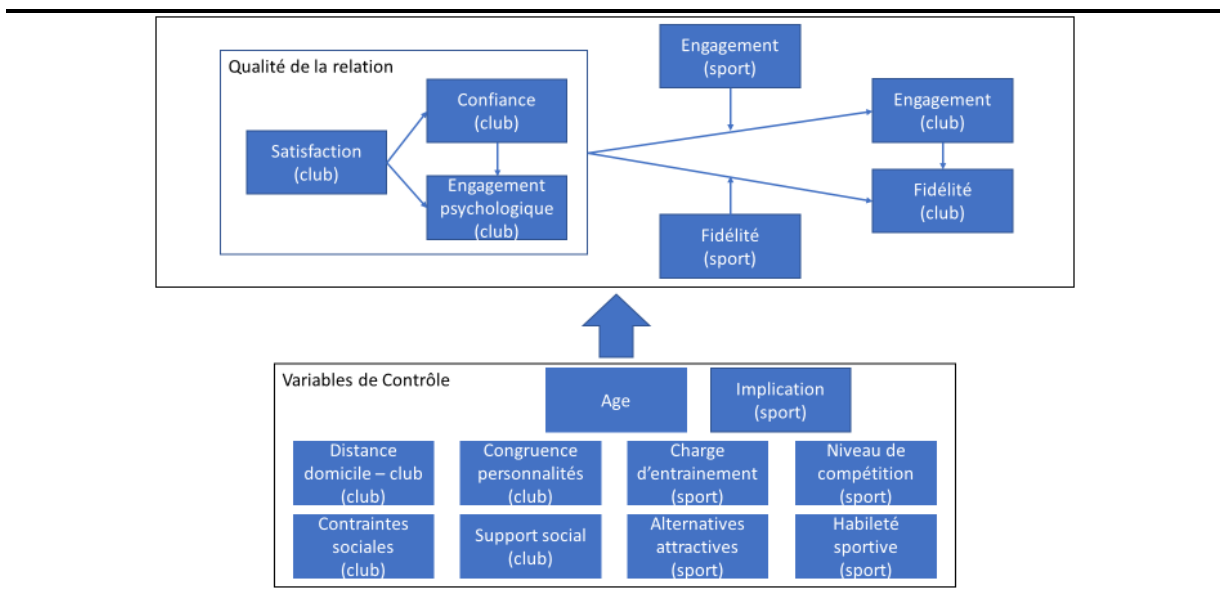 Qualité de la relation
Satisfaction
(club)
Confiance
(club)
Engagement
psychologique
(club)
Engagement
(sport)
Fidélité
(sport)
Engagement
(club)
Fidélité
(club)
Variables de Contrôle
Age
Implication
(sport)
Distance
domicile – club
(club)
Congruence
personnalités
(club)
Charge
d'entrainement
(sport)
Niveau de
compétition
(sport)
Contraintes
sociales
(club)
Support social
(club)
Alternatives
attractives
(sport)
Habileté
sportive
(sport)